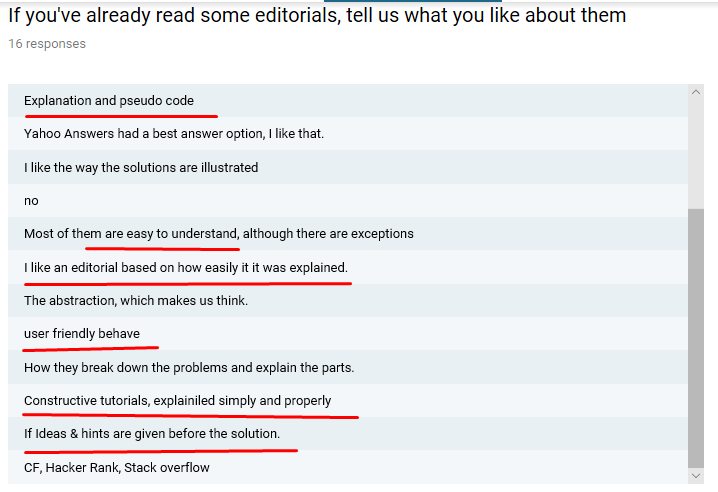 If you've already read some editorials, tell us what you like about them
16 responses
Explanation and pseudo code
Yahoo Answers had a best answer option, I like that.
I like the way the solutions are illustrated
no
Most of them are easy to understand, although there are exceptions
I like an editorial based on how easily it it was explained.
The abstraction, which makes us think.
user friendly behave
How they break down the problems and explain the parts.
Constructive tutorials, explainiled simply and properly
If Ideas & hints are given before the solution.
CF, Hacker Rank, Stack overflow